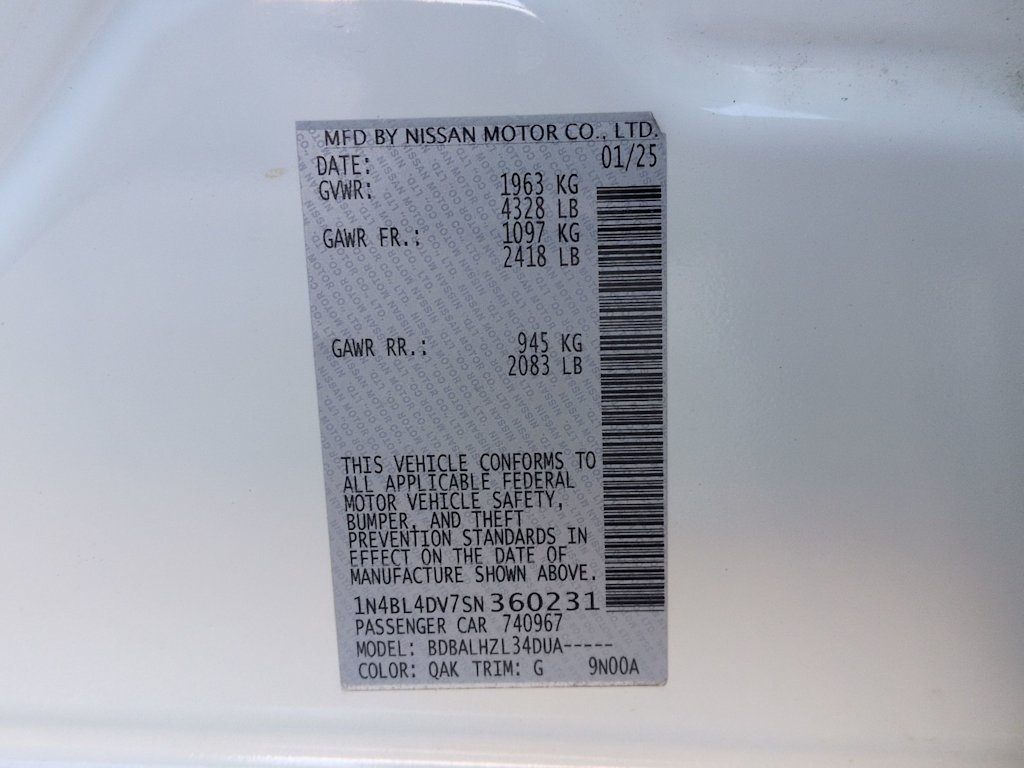 MFD BY NISSAN MOTOR CO., LTD.
DATE: 01/25
GVWR: 1963 KG
4328 LB
GAWR FR.: 1097 KG
2418 LB
GAWR RR.: 945 KG
2083 LB
THIS VEHICLE CONFORMS TO
ALL APPLICABLE FEDERAL
MOTOR VEHICLE SAFETY,
BUMPER, AND THEFT
PREVENTION STANDARDS IN
EFFECT ON THE DATE OF
MANUFACTURE SHOWN ABOVE.
1N4BL4DV7SN360231
PASSENGER CAR 740967
MODEL: BDBALHZL34DUA-----
COLOR: QAK TRIM: G 9N00A